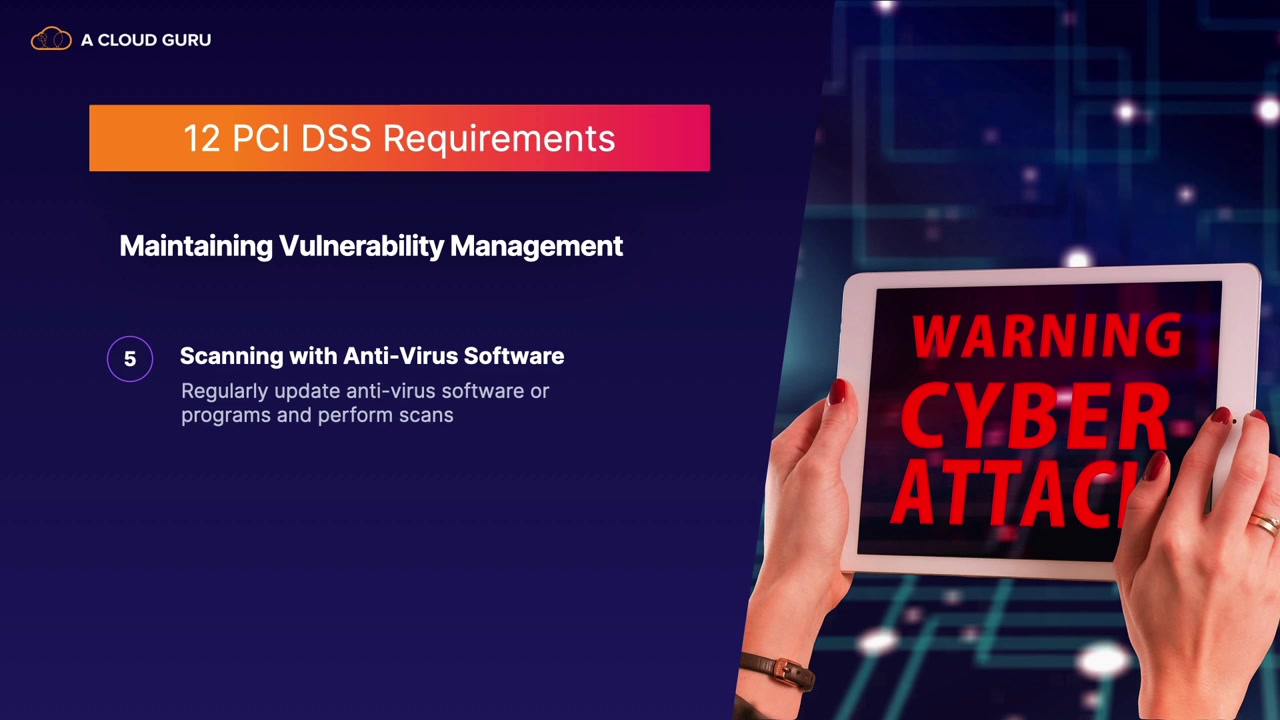 A CLOUD GURU
12 PCI DSS Requirements
Maintaining Vulnerability Management
5
Scanning with Anti-Virus Software
Regularly update anti-virus software or
programs and perform scans
WARNING
CYBER
ATTACK